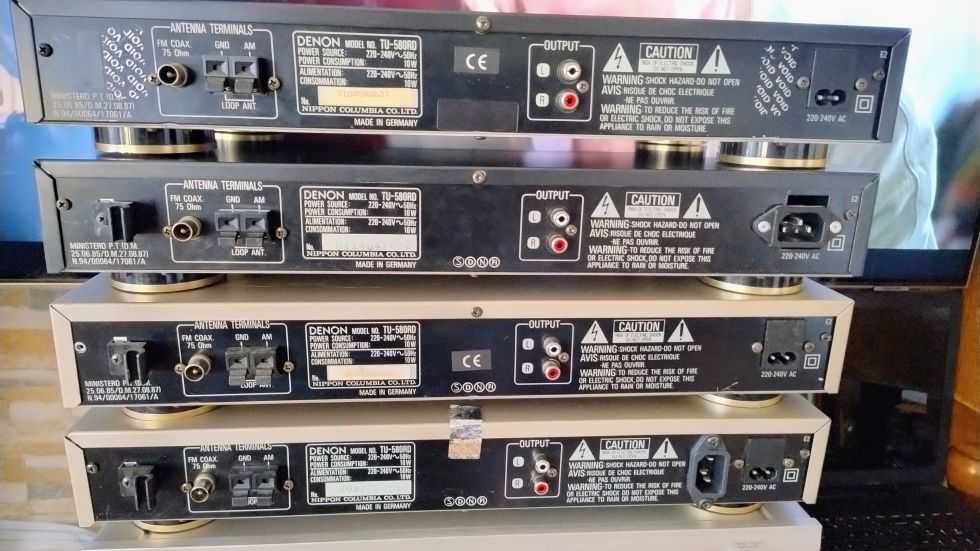 ANTENNA TERMINALS
FM COAX. GND AM
75 Ohm
LOOP ANT.
MINISTERO P.T. (D.M.
25.06.85/D.M.27.08.87)
N.94/00064/17061/A
DENON MODEL NO. TU-580RD
POWER SOURCE: 220-240V~50Hz
POWER CONSUMPTION: 10W
ALIMENTATION: 220-240V~50Hz
CONSOMMATION: 10W
No.
NIPPON COLUMBIA CO.,LTD.
MADE IN GERMANY
CE
OUTPUT
L
R
CAUTION
RISK OF ELECTRIC SHOCK
DO NOT OPEN
WARNING: SHOCK HAZARD-DO NOT OPEN
AVIS: RISQUE DE CHOC ELECTRIQUE
-NE PAS OUVRIR.
WARNING: TO REDUCE THE RISK OF FIRE
OR ELECTRIC SHOCK, DO NOT EXPOSE THIS
APPLIANCE TO RAIN OR MOISTURE.
E2
220-240V AC
ANTENNA TERMINALS
FM COAX. GND AM
75 Ohm
LOOP ANT.
MINISTERO P.T. (D.M.
25.06.85/D.M.27.08.87)
N.94/00064/17061/A
DENON MODEL NO. TU-580RD
POWER SOURCE: 220-240V~50Hz
POWER CONSUMPTION: 10W
ALIMENTATION: 220-240V~50Hz
CONSOMMATION: 10W
No.
NIPPON COLUMBIA CO.,LTD.
MADE IN GERMANY
S D N R
OUTPUT
L
R
CAUTION
WARNING: SHOCK HAZARD-DO NOT OPEN
AVIS: RISQUE DE CHOC ELECTRIQUE
-NE PAS OUVRIR.
WARNING: TO REDUCE THE RISK OF FIRE
OR ELECTRIC SHOCK, DO NOT EXPOSE THIS
APPLIANCE TO RAIN OR MOISTURE.
E2
220-240V AC
ANTENNA TERMINALS
FM COAX. GND AM
75 Ohm
LOOP ANT
MINISTERO P.T. (D.M.
25.06.85/D.M.27.08.87)
N.94/00064/17061/A
DENON MODEL NO. TU-580RD
POWER SOURCE: 220-240V~50Hz
POWER CONSUMPTION: 10W
ALIMENTATION: 220-240V~50Hz
CONSOMMATION: 10W
No.
NIPPON COLUMBIA CO.,LTD.
MADE IN GERMANY
CE
S D N R
OUTPUT
L
R
CAUTION
WARNING: SHOCK HAZARD-DO NOT OPEN
AVIS: RISQUE DE CHOC ELECTRIQUE
-NE PAS OUVRIR.
WARNING: TO REDUCE THE RISK OF FIRE
OR ELECTRIC SHOCK, DO NOT EXPOSE THIS
APPLIANCE TO RAIN OR MOISTURE.
220-240V AC
ANTENNA TERMINALS
FM COAX. GND AM
75 Ohm
DENON MODEL NO. TU-580RD
POWER SOURCE: 220-240V~50Hz
POWER CONSUMPTION: 10W
ALIMENTATION: 220-240V~50Hz
CONSOMMATION: 10W
No.
NIPPON COLUMBIA CO.,LTD.
MADE IN GERMANY
S D N R
OUTPUT
L
R
CAUTION
WARNING: SHOCK HAZARD-DO NOT OPEN
AVIS: RISQUE DE CHOC ELECTRIQUE
-NE PAS OUVRIR.
WARNING: TO REDUCE THE RISK OF FIRE
OR ELECTRIC SHOCK, DO NOT EXPOSE THIS
APPLIANCE TO RAIN OR MOISTURE.
220-240V AC